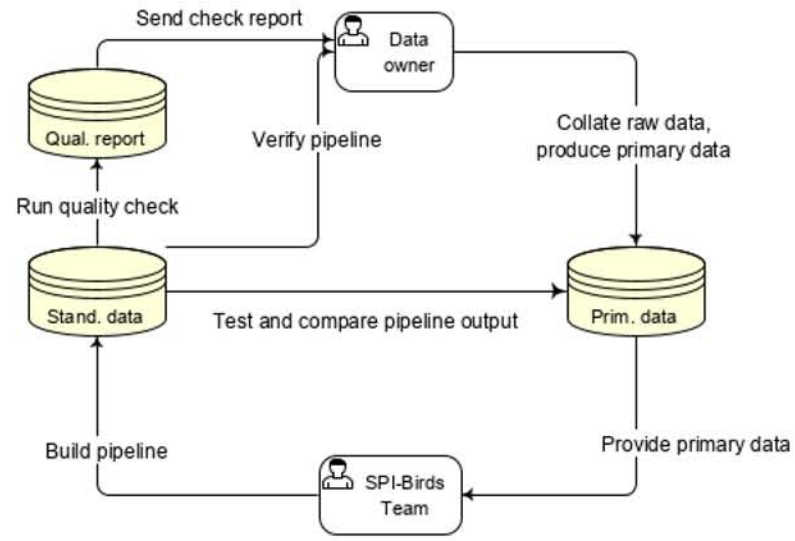 Send check report
Data
owner
Qual. report
Verify pipeline
Collate raw data,
produce primary data
Run quality check
Stand. data
Test and compare pipeline output
Prim. data
Build pipeline
Provide primary data
SPI-Birds
Team